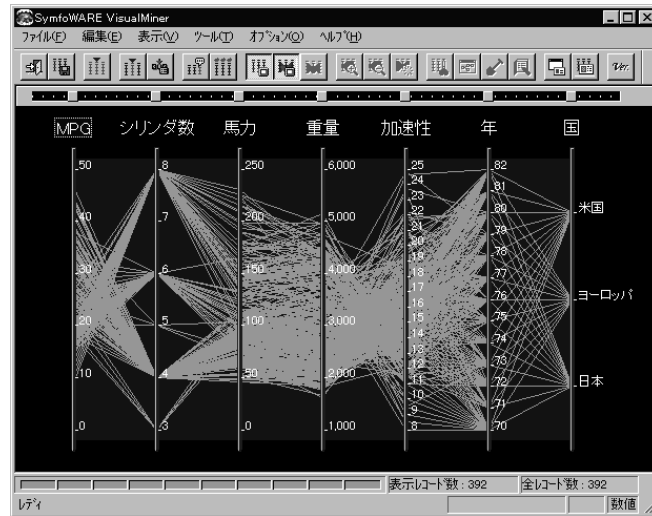 SymfoWARE VisualMiner
ファイル(F) 編集(E) 表示(V) ツール(T) オプション(O) ヘルプ(H)
Ver.
MPG シリンダ数 馬力 重量 加速性 年 国
50 8 250 6,000 25 82
24 81
23
40 7 200 5,000 22 80 米国
21 79
20
19 78
30 6 150 4,000 18 77
17
16 76 ヨーロッパ
20 5 100 3,000 15 75
14 74
13
12 73
10 4 50 2,000 11 72 日本
10
9 71
0 3 0 1,000 8 70
表示レコード数 : 392 全レコード数 : 392
レディ 数値